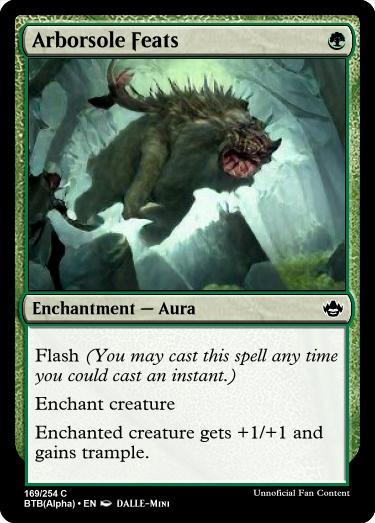 Arborsole Feats
Enchantment — Aura
Flash (You may cast this spell any time
you could cast an instant.)
Enchant creature
Enchanted creature gets +1/+1 and
gains trample.
169/254 C
BTB(Alpha) • EN DALLE-Mini
Unnofficial Fan Content